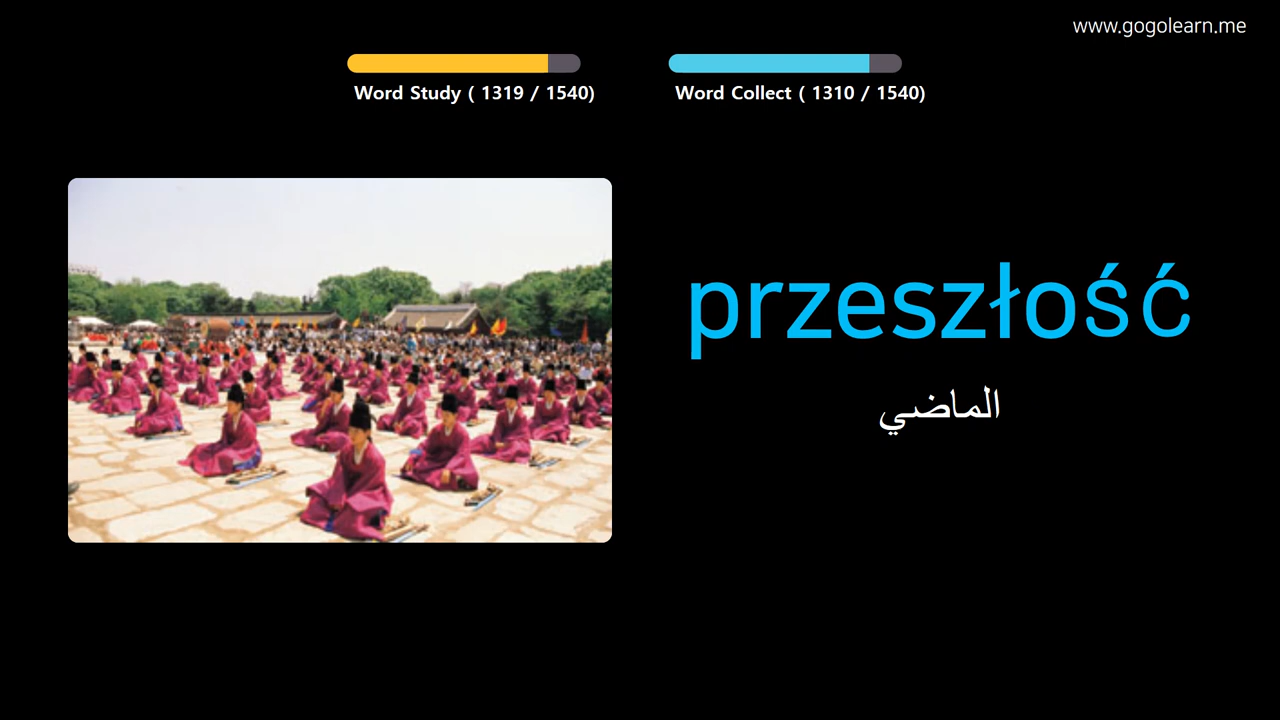 www.gogolearn.me
Word Study ( 1319 / 1540)
Word Collect ( 1310 / 1540)
przeszłość
الماضي